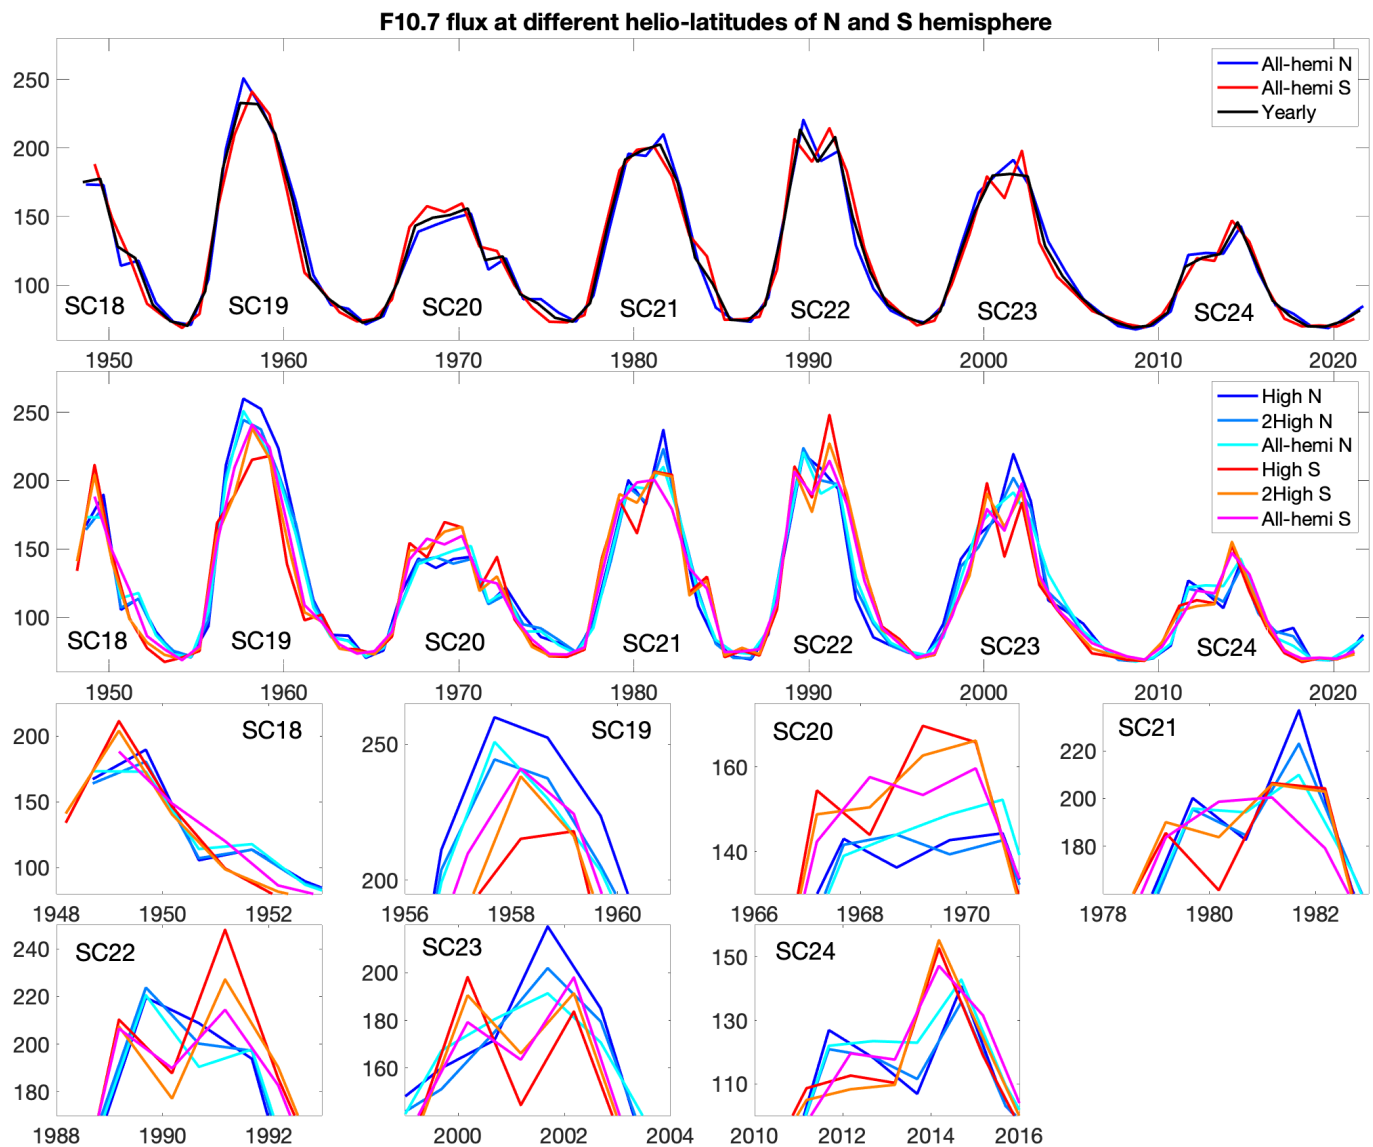 F10.7 flux at different helio-latitudes of N and S hemisphere
250
200
150
100
All-hemi N
All-hemi S
Yearly
SC18 SC19 SC20 SC21 SC22 SC23 SC24
1950 1960 1970 1980 1990 2000 2010 2020
250
200
150
100
High N
2High N
All-hemi N
High S
2High S
All-hemi S
SC18 SC19 SC20 SC21 SC22 SC23 SC24
1950 1960 1970 1980 1990 2000 2010 2020
SC18
200
150
100
1948 1950 1952
SC19
250
200
1956 1958 1960
SC20
160
140
1966 1968 1970
SC21
220
200
180
1978 1980 1982
SC22
240
220
200
180
1988 1990 1992
SC23
200
180
160
2000 2002 2004
SC24
150
130
110
2010 2012 2014 2016